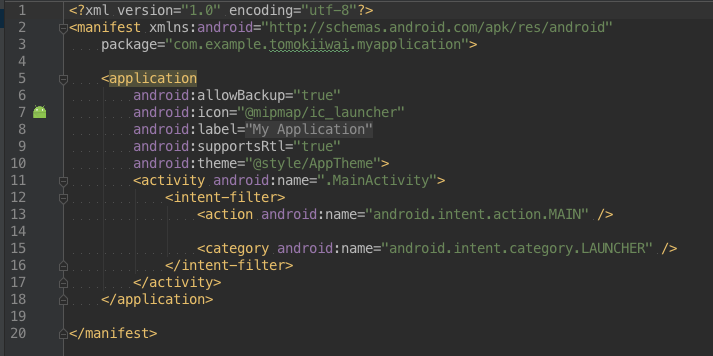 1 <?xml version="1.0" encoding="utf-8"?>
2 <manifest xmlns:android="http://schemas.android.com/apk/res/android"
3     package="com.example.tomokiiwai.myapplication">
4
5     <application
6         android:allowBackup="true"
7         android:icon="@mipmap/ic_launcher"
8         android:label="My Application"
9         android:supportsRtl="true"
10         android:theme="@style/AppTheme">
11         <activity android:name=".MainActivity">
12             <intent-filter>
13                 <action android:name="android.intent.action.MAIN" />
14
15                 <category android:name="android.intent.category.LAUNCHER" />
16             </intent-filter>
17         </activity>
18     </application>
19
20 </manifest>